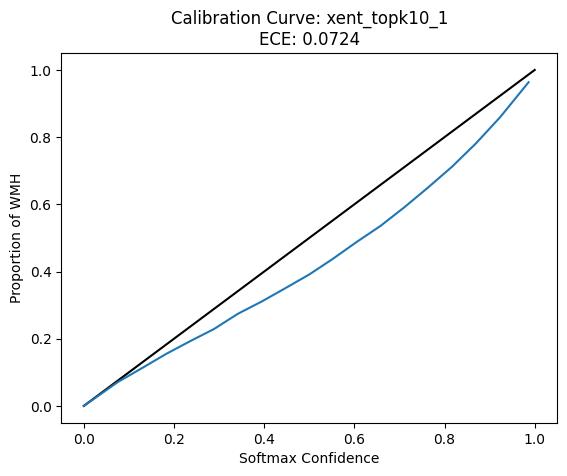 Calibration Curve: xent_topk10_1
ECE: 0.0724
1.0
0.8
0.6
0.4
0.2
0.0
Proportion of WMH
0.0 0.2 0.4 0.6 0.8 1.0
Softmax Confidence